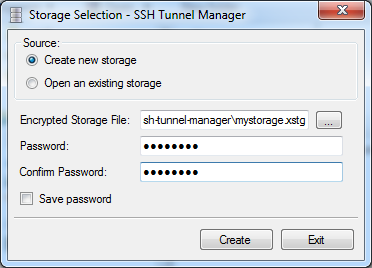 Storage Selection - SSH Tunnel Manager
Source:
Create new storage
Open an existing storage
Encrypted Storage File: sh-tunnel-manager\mystorage.xstg ...
Password: ●●●●●●●●
Confirm Password: ●●●●●●●●
Save password
Create Exit